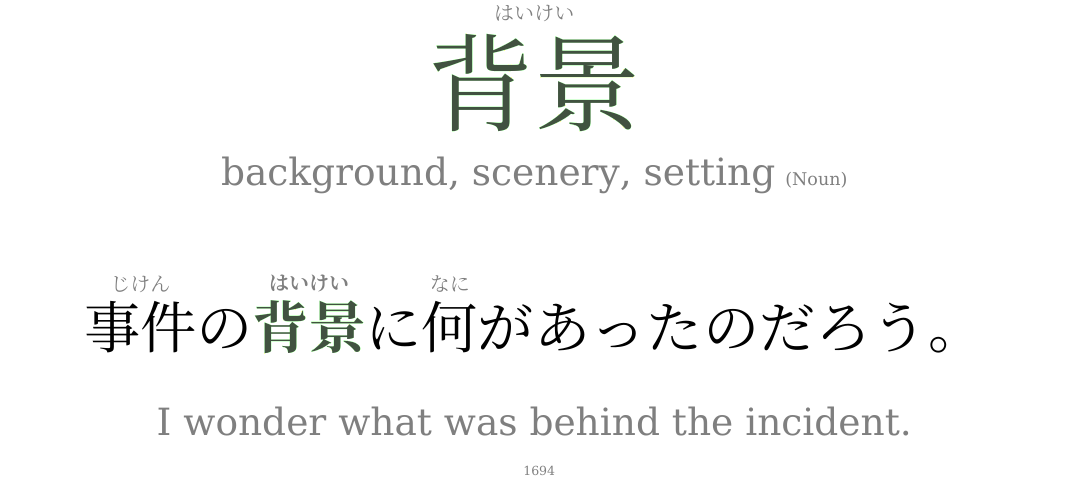 はいけい
背景
background, scenery, setting (Noun)
じけん はいけい なに
事件の背景に何があったのだろう。
I wonder what was behind the incident.
1694